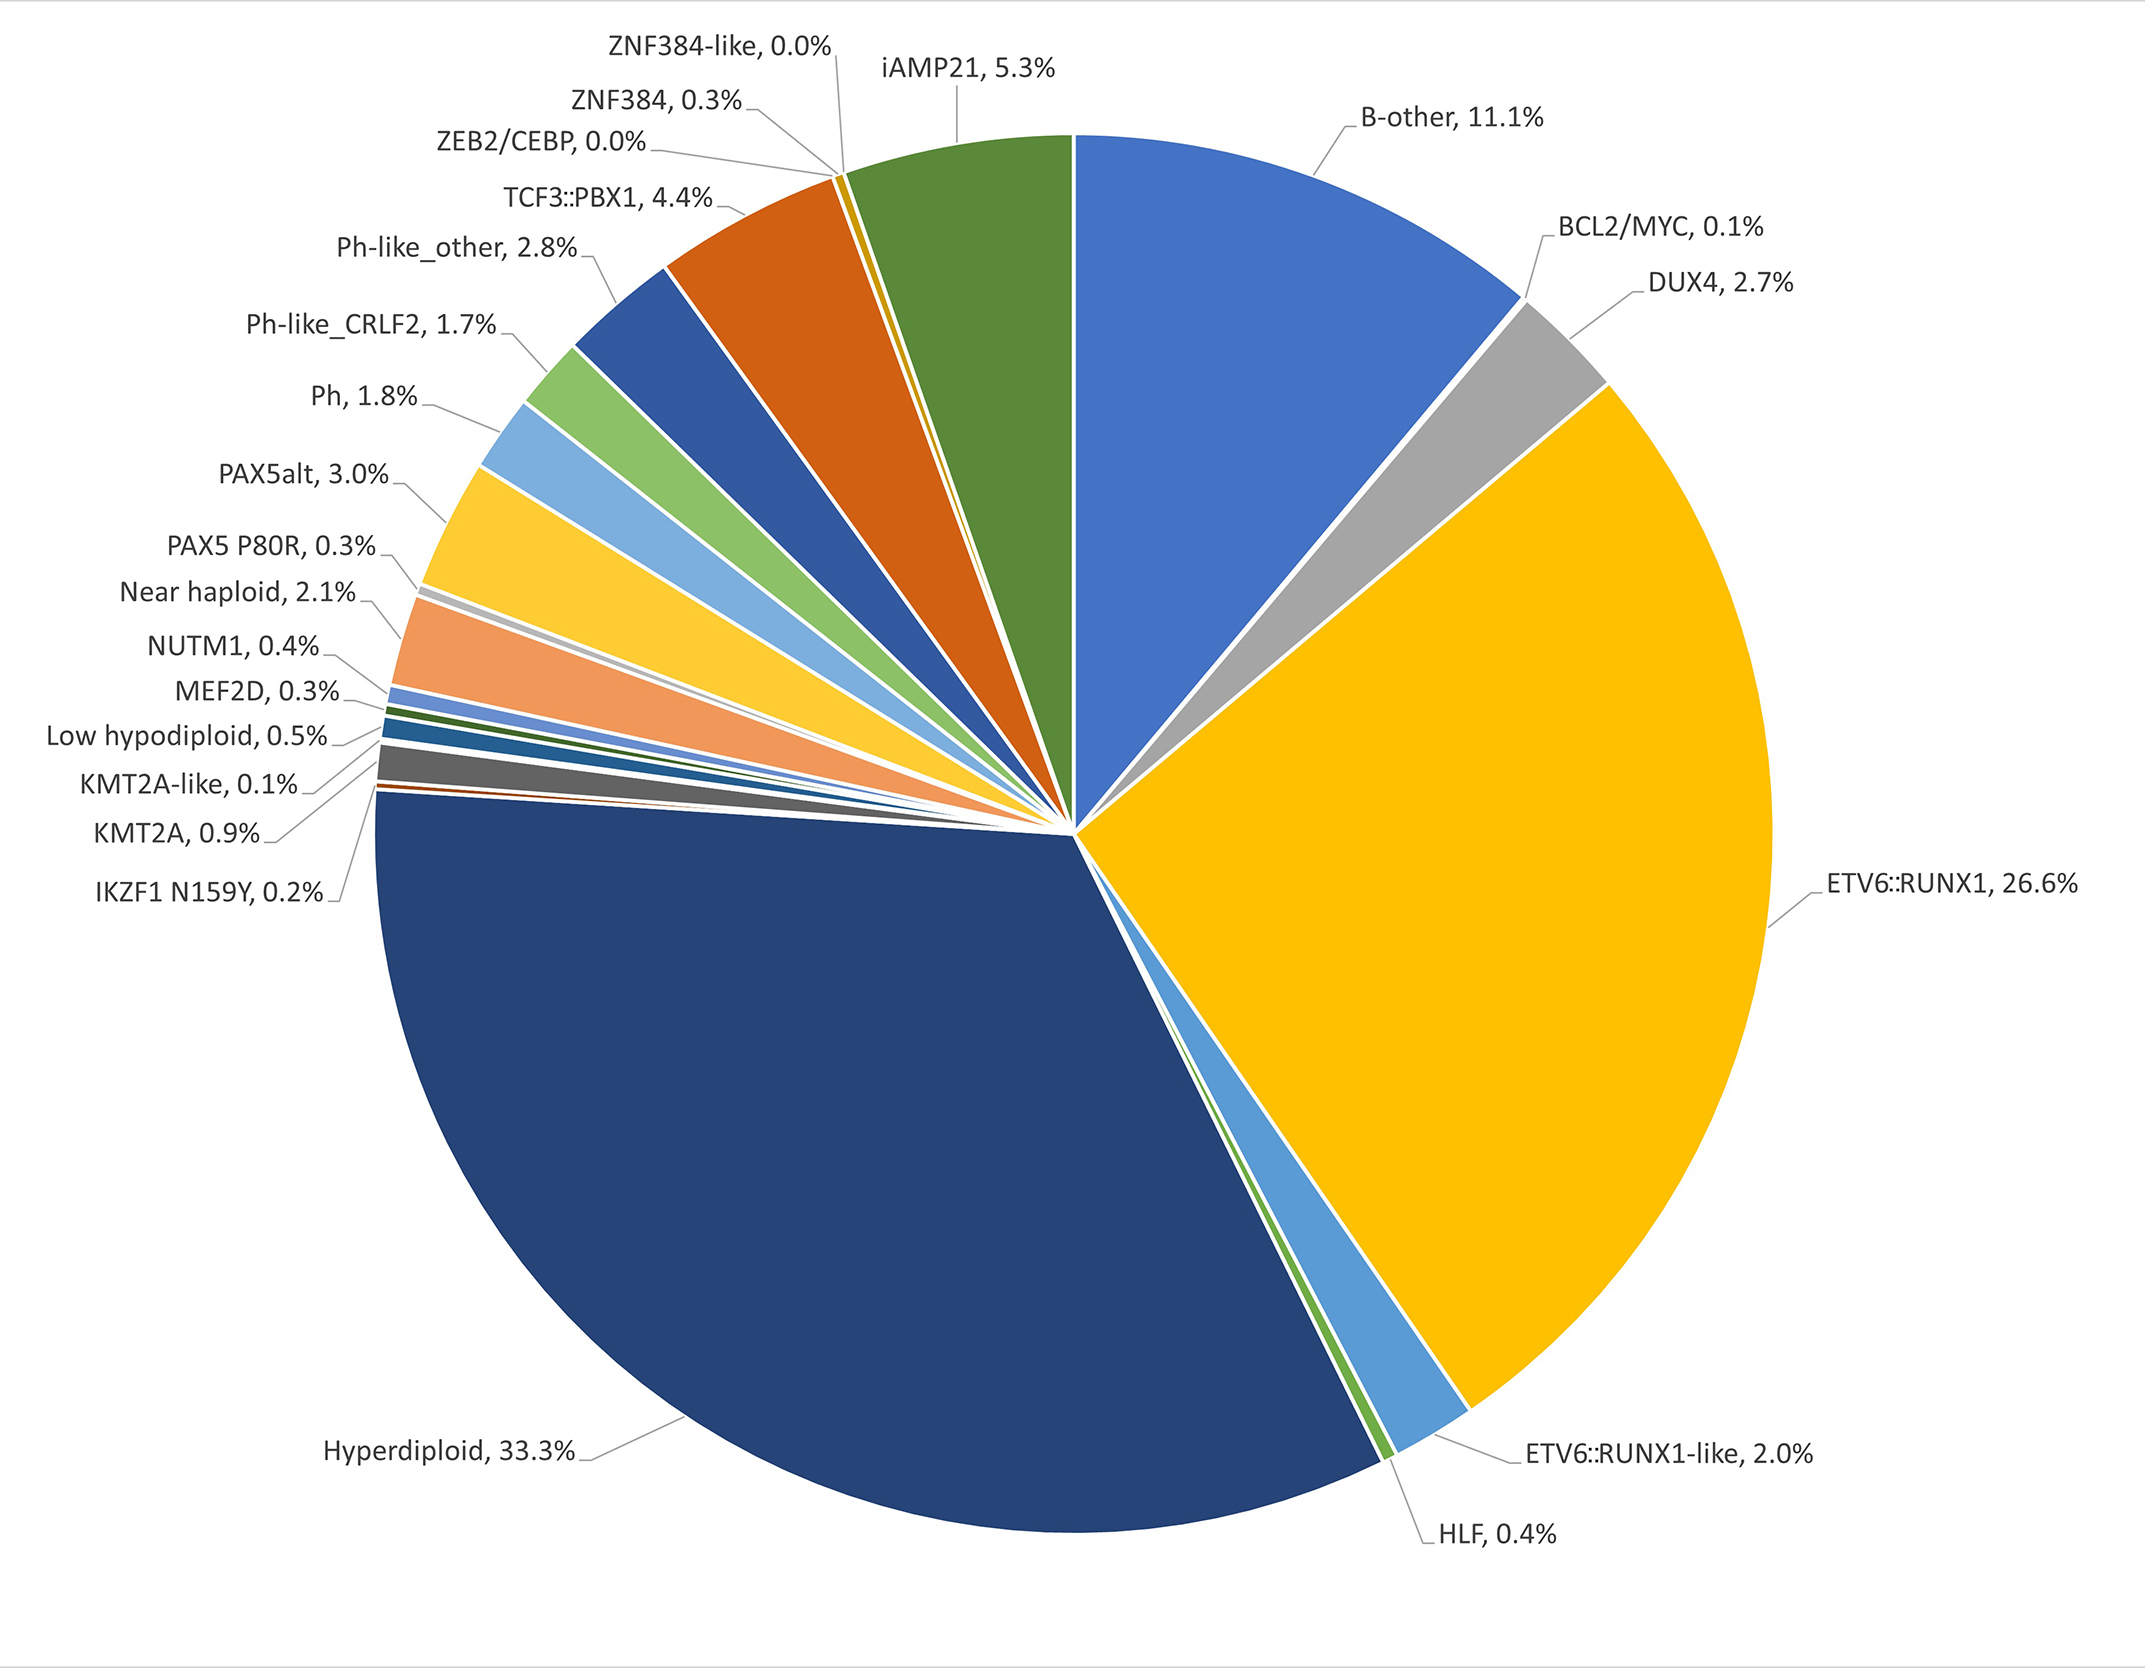 ZNF384-like, 0.0%
iAMP21, 5.3%
ZNF384, 0.3%
B-other, 11.1%
ZEB2/CEBP, 0.0%
TCF3::PBX1, 4.4%
BCL2/MYC, 0.1%
Ph-like_other, 2.8%
DUX4, 2.7%
Ph-like_CRLF2, 1.7%
Ph, 1.8%
PAX5alt, 3.0%
PAX5 P80R, 0.3%
Near haploid, 2.1%
NUTM1, 0.4%
MEF2D, 0.3%
Low hypodiploid, 0.5%
KMT2A-like, 0.1%
KMT2A, 0.9%
ETV6::RUNX1, 26.6%
IKZF1 N159Y, 0.2%
Hyperdiploid, 33.3%
ETV6::RUNX1-like, 2.0%
HLF, 0.4%